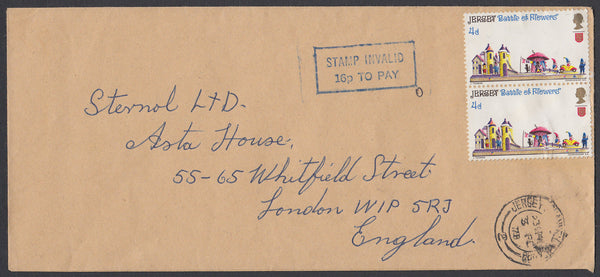 JERSEY Battle of Flowers
4d
JERSEY Battle of Flowers
4d
STAMP INVALID
16p TO PAY
Sternol LTD.
Asta House,
55-65 Whitfield Street
London W1P 5RJ
England.
JERSEY